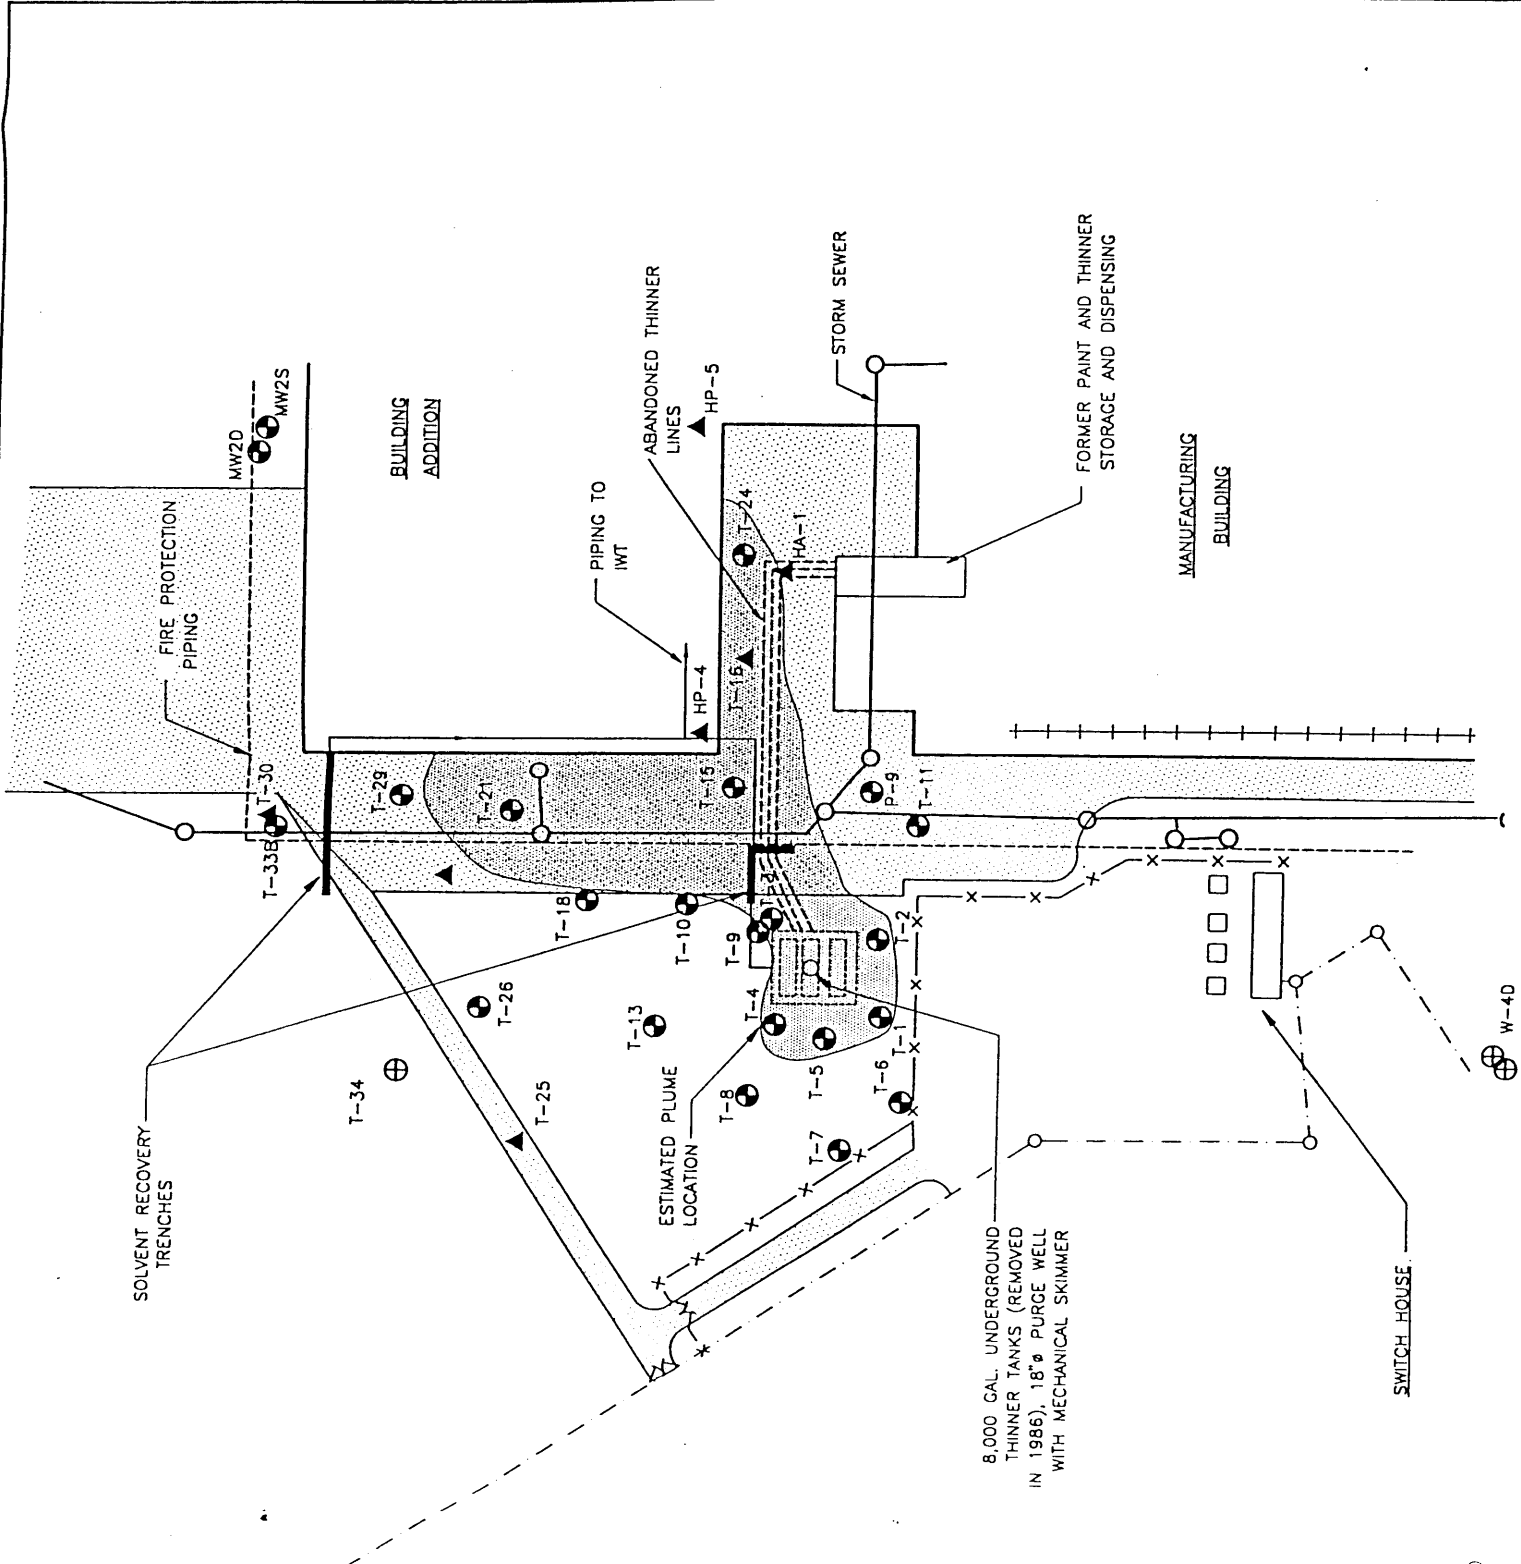 MW2D
MW2S
BUILDING
ADDITION
FIRE PROTECTION
PIPING
ABANDONED THINNER
LINES
HP-5
STORM SEWER
FORMER PAINT AND THINNER
STORAGE AND DISPENSING
MANUFACTURING
BUILDING
PIPING TO
IWT
T-24
HA-1
T-16
HP-4
T-30
T-33B
T-29
T-21
T-15
P-9
T-11
T-18
T-10
T-9
T-2
T-26
T-13
T-4
T-34
T-25
T-8
T-5
T-1
T-6
T-7
SOLVENT RECOVERY
TRENCHES
ESTIMATED PLUME
LOCATION
8,000 GAL. UNDERGROUND
THINNER TANKS (REMOVED
IN 1986), 18"ø PURGE WELL
WITH MECHANICAL SKIMMER
SWITCH HOUSE
W-4D